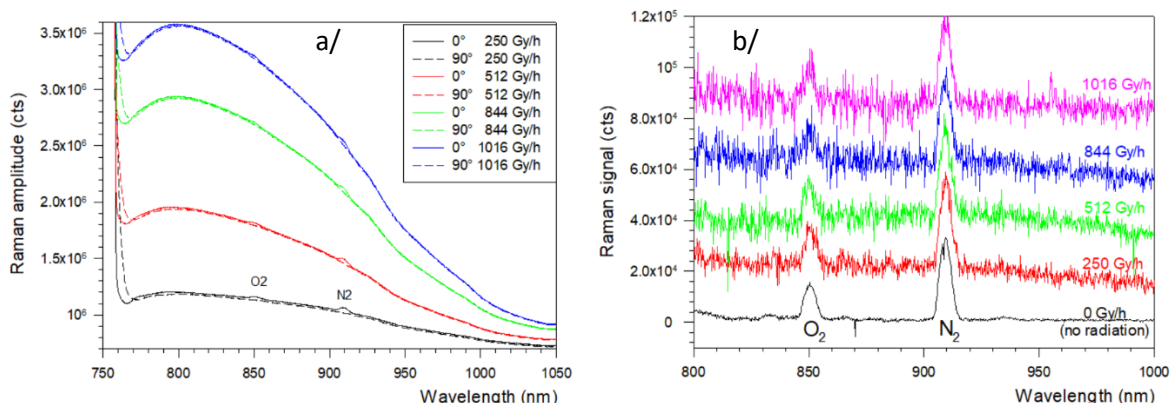 a/
3.5x10⁶
3.0x10⁶
2.5x10⁶
2.0x10⁶
1.5x10⁶
10⁶
Raman amplitude (cts)
0° 250 Gy/h
90° 250 Gy/h
0° 512 Gy/h
90° 512 Gy/h
0° 844 Gy/h
90° 844 Gy/h
0° 1016 Gy/h
90° 1016 Gy/h
O2
N2
750 800 850 900 950 1000 1050
Wavelength (nm)
b/
1.2x10⁵
10⁵
8.0x10⁴
6.0x10⁴
4.0x10⁴
2.0x10⁴
0
Raman signal (cts)
1016 Gy/h
844 Gy/h
512 Gy/h
250 Gy/h
0 Gy/h
(no radiation)
O₂
N₂
800 850 900 950 1000
Wavelength (nm)